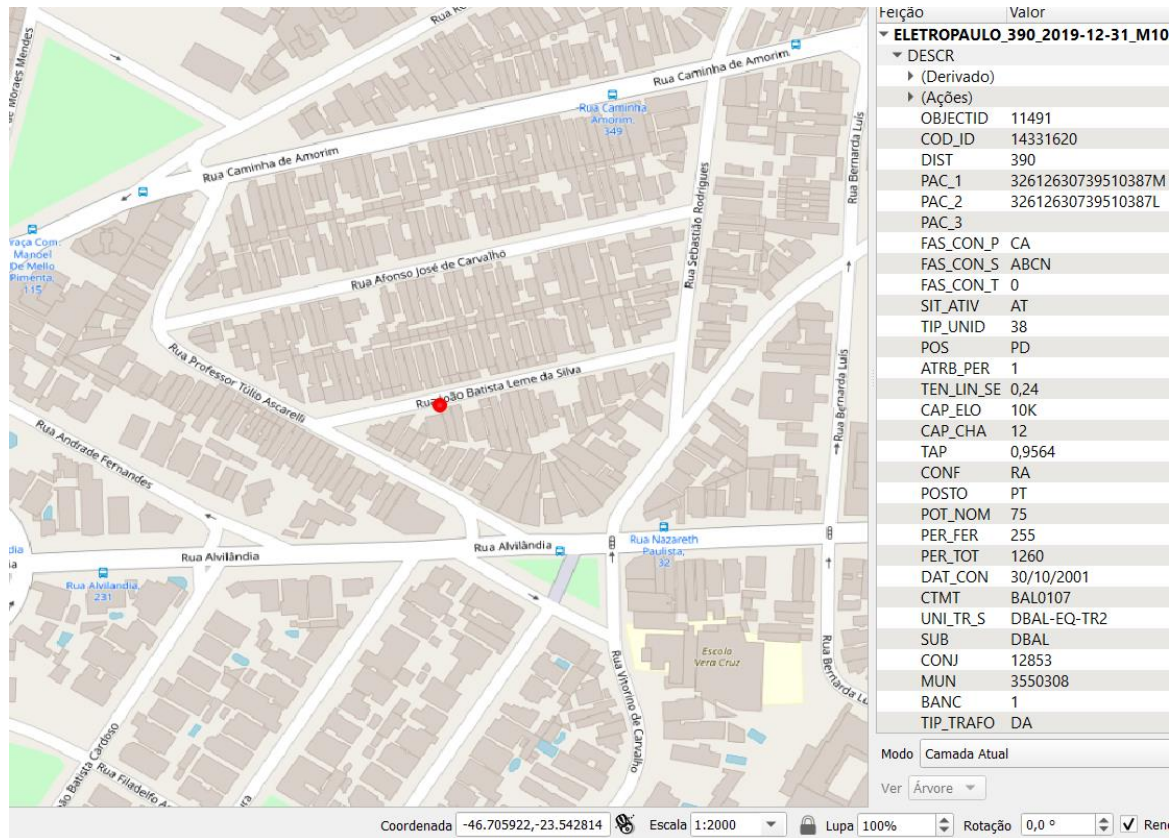 Rua Caminha de Amorim
Rua Caminha
Amorim,
349
Rua Caminha de Amorim
Rua Bernarda Luís
Rua Sebastião Rodrigues
Rua Afonso José de Carvalho
Manoel
De Mello
Pimenta,
115
Rua Professor Túlio Ascarelli
Rua João Batista Leme da Silva
Rua Bernarda Luís
Rua Andrade Fernandes
Rua Alvilândia
Rua Alvilândia
Rua Nazareth
Paulista,
32
Rua Alvilandia,
231
Escola
Vera Cruz
Rua Vitorino de Carvalho
Feição Valor
ELETROPAULO_390_2019-12-31_M10
DESCR
(Derivado)
(Ações)
OBJECTID 11491
COD_ID 14331620
DIST 390
PAC_1 32612630739510387M
PAC_2 32612630739510387L
PAC_3
FAS_CON_P CA
FAS_CON_S ABCN
FAS_CON_T 0
SIT_ATIV AT
TIP_UNID 38
POS PD
ATRB_PER 1
TEN_LIN_SE 0,24
CAP_ELO 10K
CAP_CHA 12
TAP 0,9564
CONF RA
POSTO PT
POT_NOM 75
PER_FER 255
PER_TOT 1260
DAT_CON 30/10/2001
CTMT BAL0107
UNI_TR_S DBAL-EQ-TR2
SUB DBAL
CONJ 12853
MUN 3550308
BANC 1
TIP_TRAFO DA
Modo Camada Atual
Ver Árvore
Coordenada -46.705922,-23.542814 Escala 1:2000 Lupa 100% Rotação 0,0 °